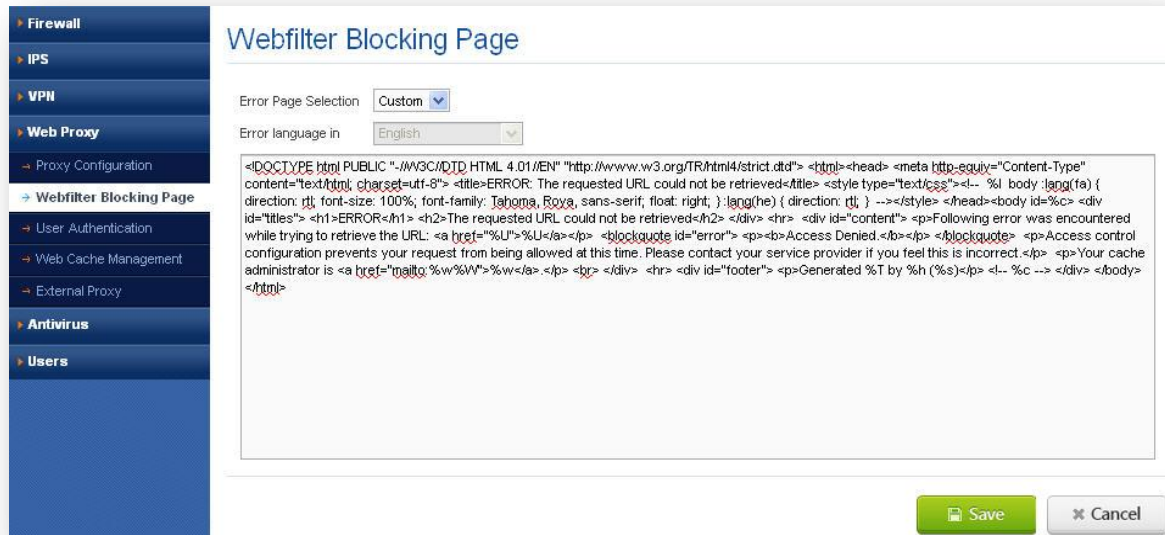 Firewall
IPS
VPN
Web Proxy
Proxy Configuration
Webfilter Blocking Page
User Authentication
Web Cache Management
External Proxy
Antivirus
Users
Webfilter Blocking Page
Error Page Selection Custom
Error language in English
<!DOCTYPE html PUBLIC "-//W3C//DTD HTML 4.01//EN" "http://www.w3.org/TR/html4/strict.dtd"> <html><head> <meta http-equiv="Content-Type"
content="text/html; charset=utf-8"> <title>ERROR: The requested URL could not be retrieved</title> <style type="text/css"><!-- %l body :lang(fa) {
direction: rtl; font-size: 100%; font-family: Tahoma, Roya, sans-serif; float: right; } :lang(he) { direction: rtl; } --></style> </head><body id=%c> <div
id="titles"> <h1>ERROR</h1> <h2>The requested URL could not be retrieved</h2> </div> <hr> <div id="content"> <p>Following error was encountered
while trying to retrieve the URL: <a href="%U">%U</a></p> <blockquote id="error"> <p><b>Access Denied.</b></p> </blockquote> <p>Access control
configuration prevents your request from being allowed at this time. Please contact your service provider if you feel this is incorrect.</p> <p>Your cache
administrator is <a href="mailto:%w%W">%w</a>.</p> <br> </div> <hr> <div id="footer"> <p>Generated %T by %h (%s)</p> <!-- %c --> </div> </body>
</html>
Save Cancel